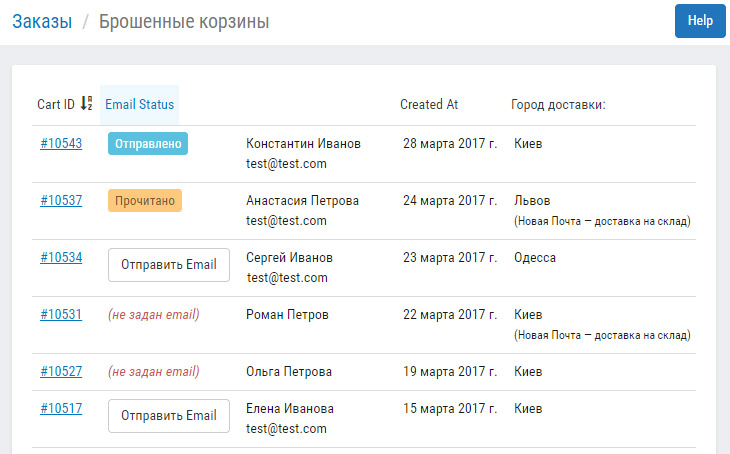 Заказы / Брошенные корзины
Help
Cart ID Email Status Created At Город доставки:
#10543 Отправлено Константин Иванов 28 марта 2017 г. Киев
test@test.com
#10537 Прочитано Анастасия Петрова 24 марта 2017 г. Львов
test@test.com (Новая Почта — доставка на склад)
#10534 Отправить Email Сергей Иванов 23 марта 2017 г. Одесса
test@test.com
#10531 (не задан email) Роман Петров 22 марта 2017 г. Киев
(Новая Почта — доставка на склад)
#10527 (не задан email) Ольга Петрова 19 марта 2017 г. Киев
#10517 Отправить Email Елена Иванова 15 марта 2017 г. Киев
test@test.com